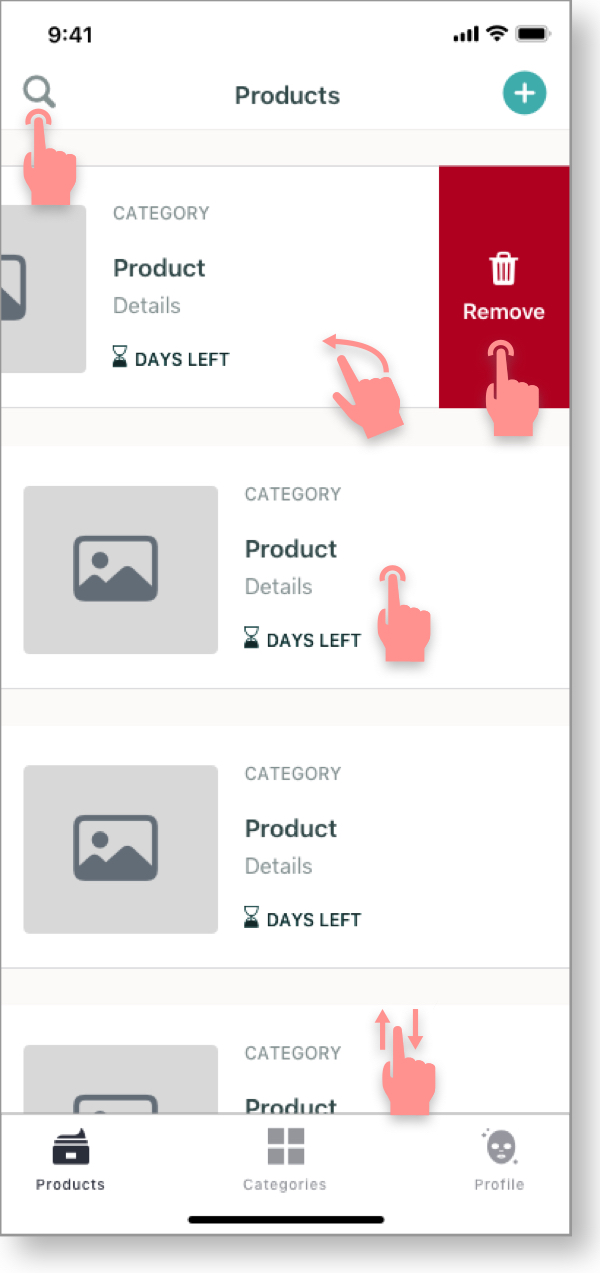 9:41
Products
CATEGORY
Product
Details
DAYS LEFT
Remove
CATEGORY
Product
Details
DAYS LEFT
CATEGORY
Product
Details
DAYS LEFT
CATEGORY
Product
Products
Categories
Profile